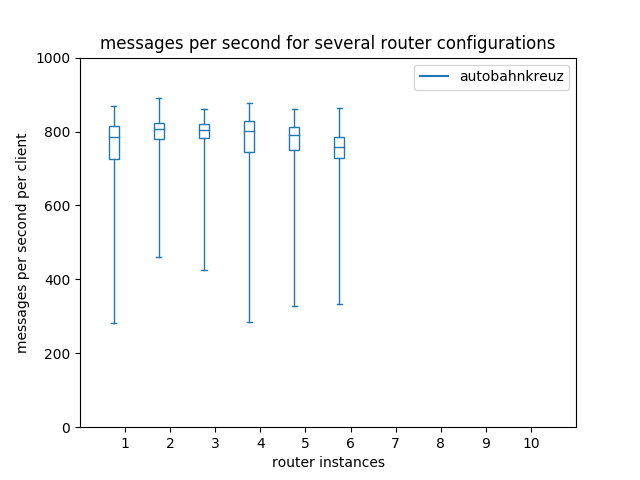 messages per second for several router configurations
autobahnkreuz
1000
800
600
400
200
0
messages per second per client
1 2 3 4 5 6 7 8 9 10
router instances